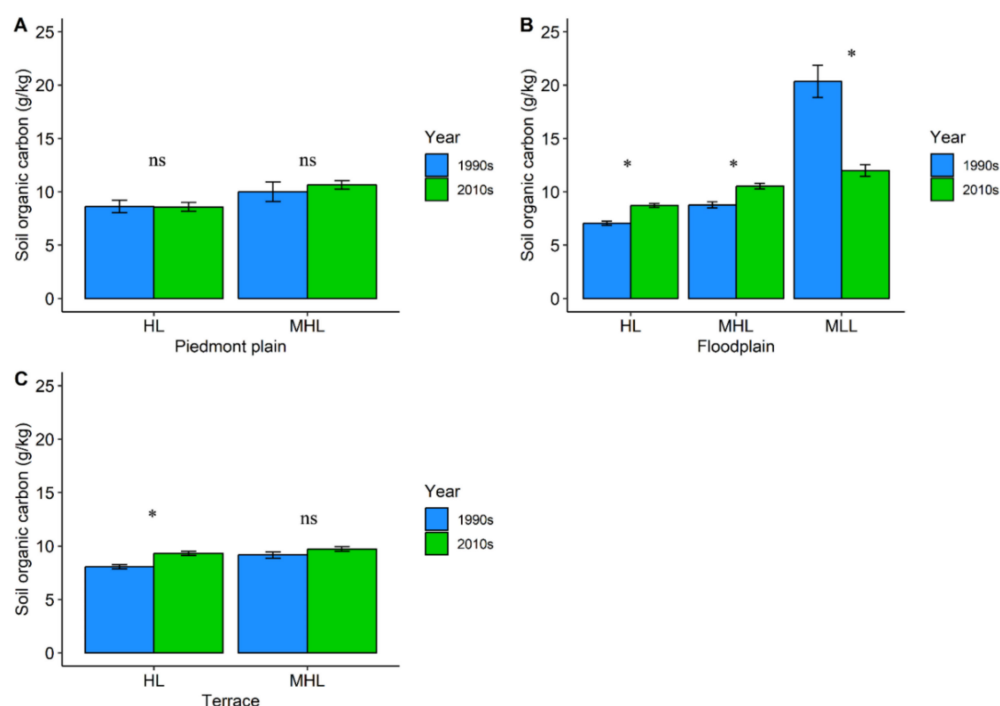 A
Soil organic carbon (g/kg)
25
20
15
10
5
0
ns
ns
HL
MHL
Piedmont plain
Year
1990s
2010s
B
Soil organic carbon (g/kg)
25
20
15
10
5
0
*
*
*
HL
MHL
MLL
Floodplain
Year
1990s
2010s
C
Soil organic carbon (g/kg)
25
20
15
10
5
0
*
ns
HL
MHL
Terrace
Year
1990s
2010s